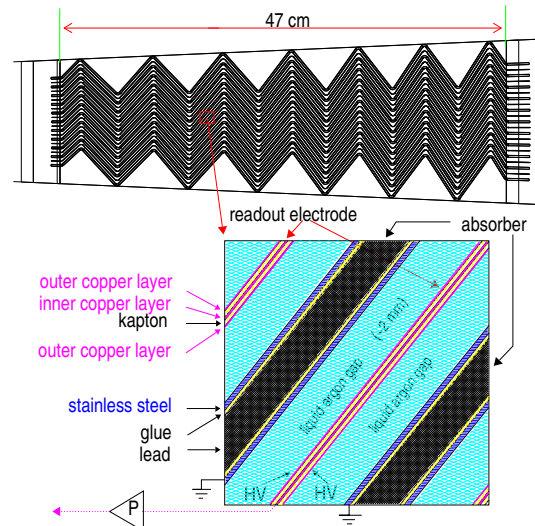 47 cm
readout electrode
absorber
outer copper layer
inner copper layer
kapton
outer copper layer
(~2 mm)
liquid argon gap
liquid argon gap
stainless steel
glue
lead
HV
HV
P